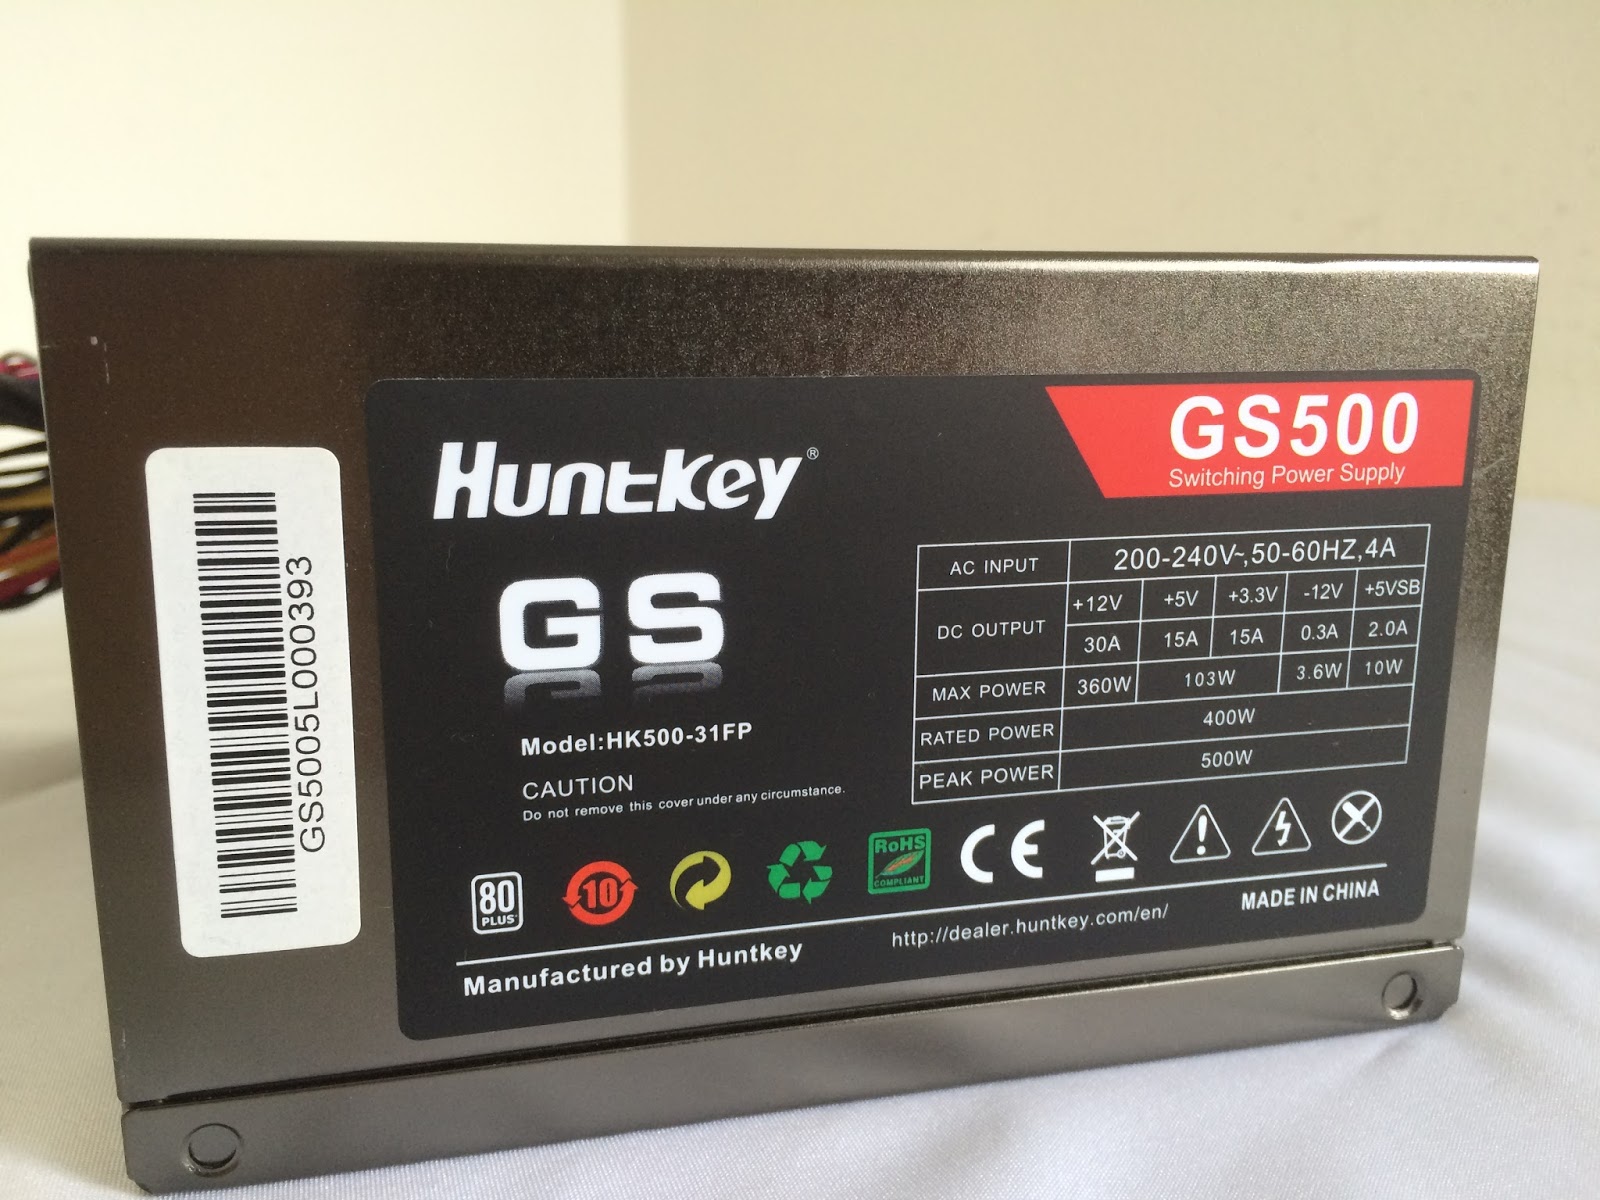 GS5005L000393
Huntkey®
GS
Model:HK500-31FP
CAUTION
Do not remove this cover under any circumstance.
GS500
Switching Power Supply
AC INPUT 200-240V~,50-60HZ,4A
DC OUTPUT +12V +5V +3.3V -12V +5VSB
30A 15A 15A 0.3A 2.0A
MAX POWER 360W 103W 3.6W 10W
RATED POWER 400W
PEAK POWER 500W
80
PLUS
10
RoHS
COMPLIANT
CE
Manufactured by Huntkey
http://dealer.huntkey.com/en/
MADE IN CHINA